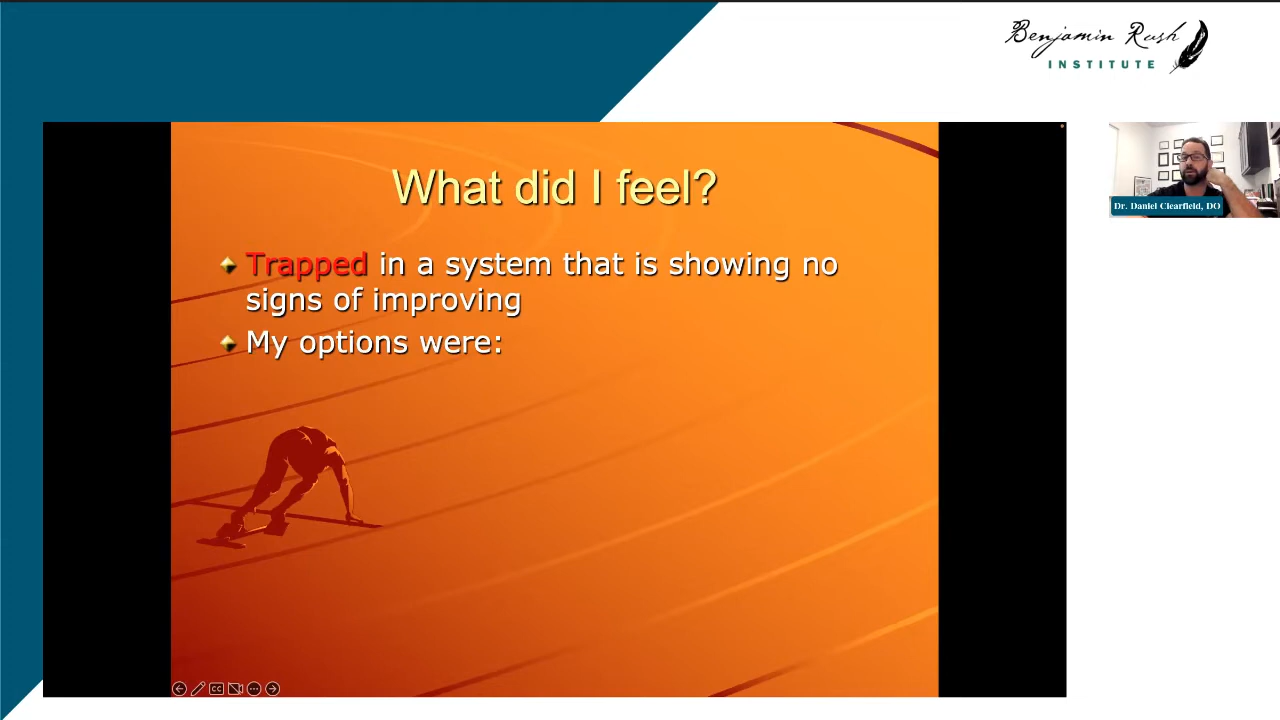 Benjamin Rush
INSTITUTE
What did I feel?
Trapped in a system that is showing no
signs of improving
My options were:
Dr. Daniel Clearfield, DO
CC